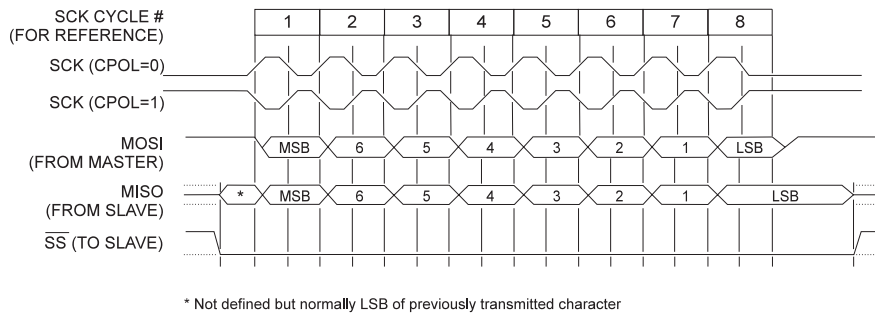 SCK CYCLE # 1 2 3 4 5 6 7 8
(FOR REFERENCE)
SCK (CPOL=0)
SCK (CPOL=1)
MOSI MSB 6 5 4 3 2 1 LSB
(FROM MASTER)
MISO * MSB 6 5 4 3 2 1 LSB
(FROM SLAVE)
SS (TO SLAVE)
* Not defined but normally LSB of previously transmitted character